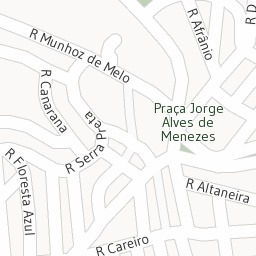 R Afrânio
R D
R Munhoz de Melo
R Canarana
Praça Jorge
Alves de
Menezes
R Serra Preta
R Floresta Azul
R Altaneira
R Careiro